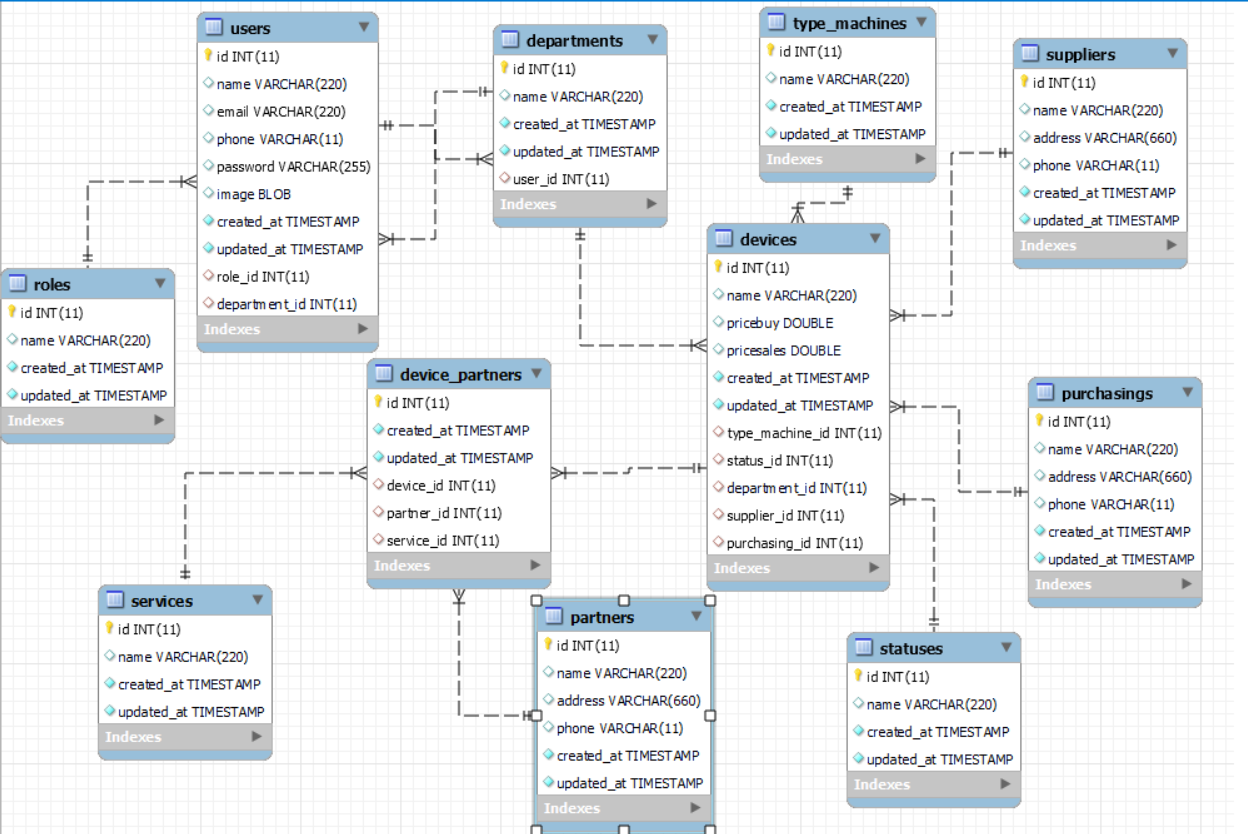 users
id INT(11)
name VARCHAR(220)
email VARCHAR(220)
phone VARCHAR(11)
password VARCHAR(255)
image BLOB
created_at TIMESTAMP
updated_at TIMESTAMP
role_id INT(11)
department_id INT(11)
Indexes
departments
id INT(11)
name VARCHAR(220)
created_at TIMESTAMP
updated_at TIMESTAMP
user_id INT(11)
Indexes
type_machines
id INT(11)
name VARCHAR(220)
created_at TIMESTAMP
updated_at TIMESTAMP
Indexes
suppliers
id INT(11)
name VARCHAR(220)
address VARCHAR(660)
phone VARCHAR(11)
created_at TIMESTAMP
updated_at TIMESTAMP
Indexes
roles
id INT(11)
name VARCHAR(220)
created_at TIMESTAMP
updated_at TIMESTAMP
Indexes
device_partners
id INT(11)
created_at TIMESTAMP
updated_at TIMESTAMP
device_id INT(11)
partner_id INT(11)
service_id INT(11)
Indexes
devices
id INT(11)
name VARCHAR(220)
pricebuy DOUBLE
pricesales DOUBLE
created_at TIMESTAMP
updated_at TIMESTAMP
type_machine_id INT(11)
status_id INT(11)
department_id INT(11)
supplier_id INT(11)
purchasing_id INT(11)
Indexes
purchasings
id INT(11)
name VARCHAR(220)
address VARCHAR(660)
phone VARCHAR(11)
created_at TIMESTAMP
updated_at TIMESTAMP
Indexes
services
id INT(11)
name VARCHAR(220)
created_at TIMESTAMP
updated_at TIMESTAMP
Indexes
partners
id INT(11)
name VARCHAR(220)
address VARCHAR(660)
phone VARCHAR(11)
created_at TIMESTAMP
updated_at TIMESTAMP
Indexes
statuses
id INT(11)
name VARCHAR(220)
created_at TIMESTAMP
updated_at TIMESTAMP
Indexes